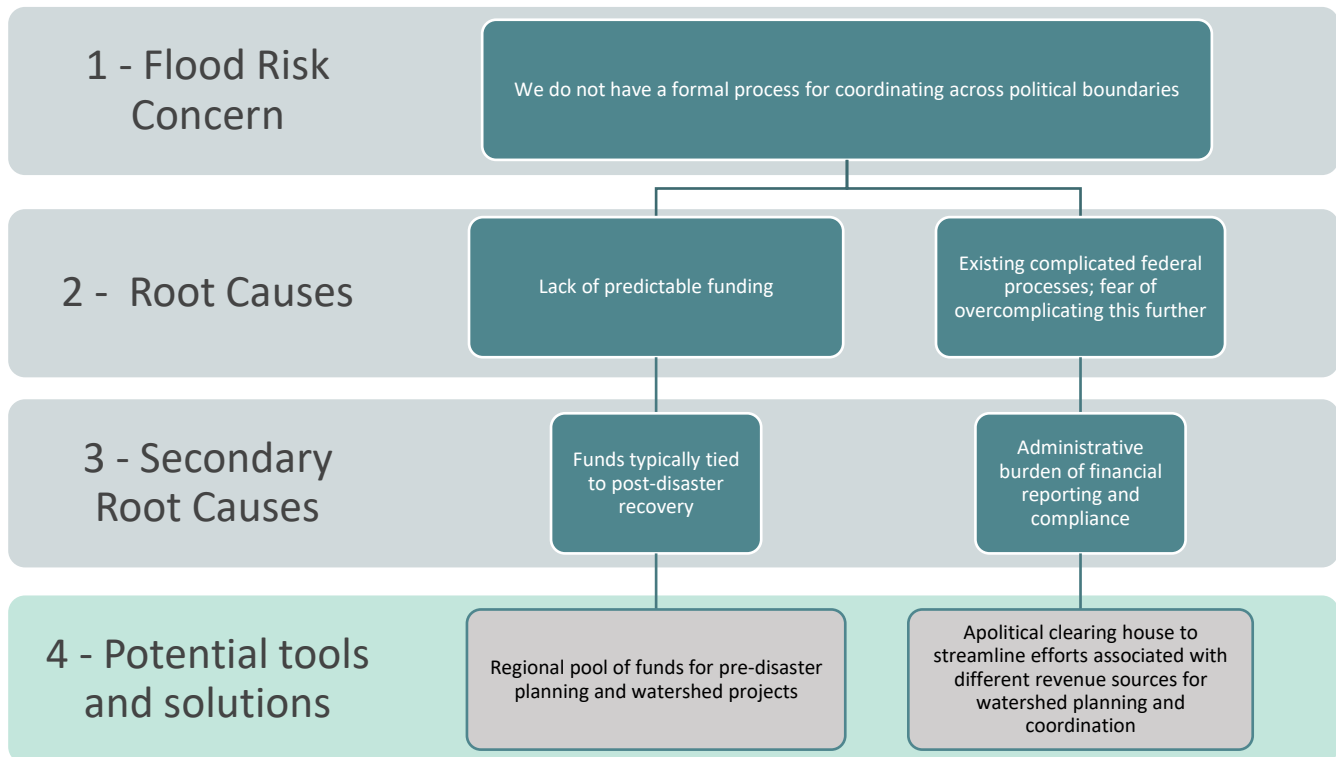 1 - Flood Risk
Concern
We do not have a formal process for coordinating across political boundaries
2 -  Root Causes
Lack of predictable funding
Existing complicated federal
processes; fear of
overcomplicating this further
3 - Secondary
Root Causes
Funds typically tied
to post-disaster
recovery
Administrative
burden of financial
reporting and
compliance
4 - Potential tools
and solutions
Regional pool of funds for pre-disaster
planning and watershed projects
Apolitical clearing house to
streamline efforts associated with
different revenue sources for
watershed planning and
coordination